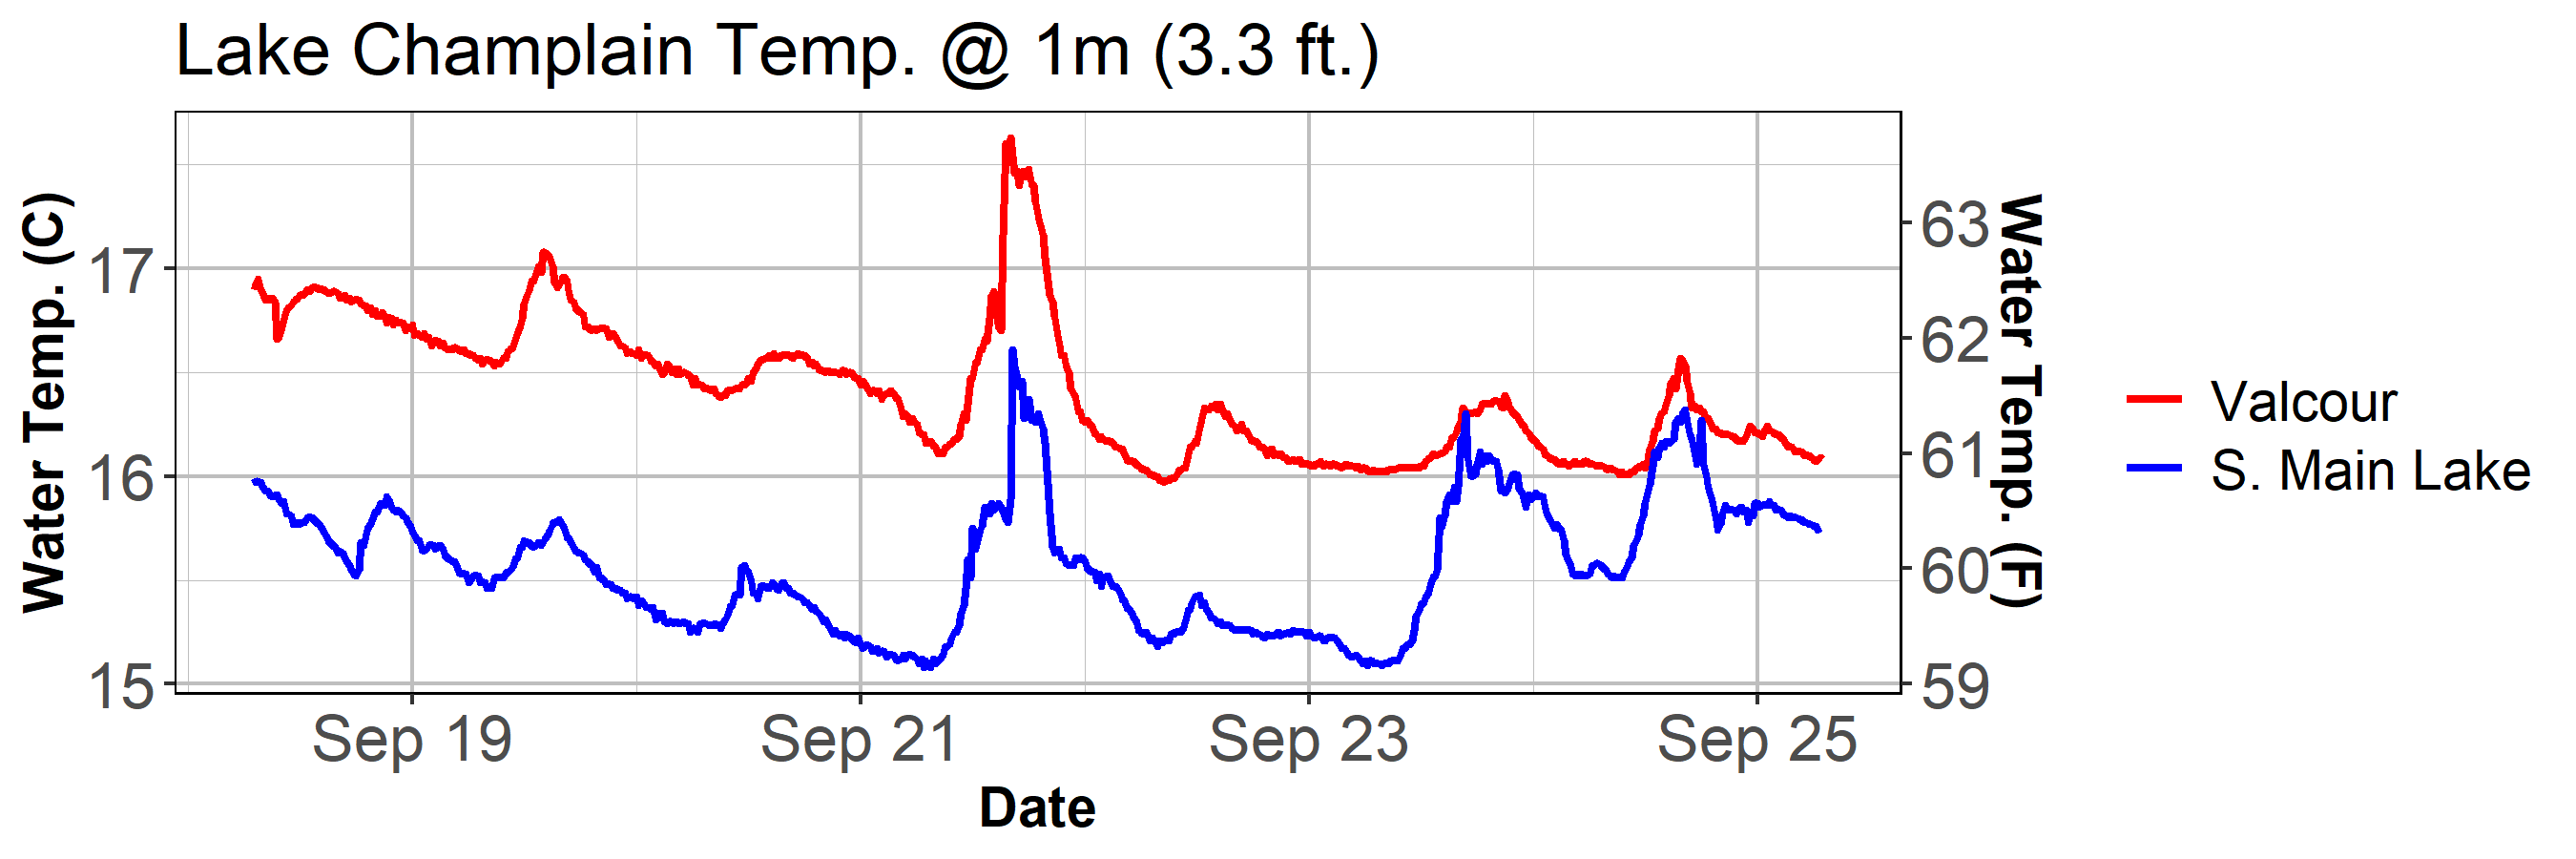 Lake Champlain Temp. @ 1m (3.3 ft.)
Water Temp. (C)
17
16
15
63
62
61
60
59
Water Temp. (F)
Sep 19
Sep 21
Sep 23
Sep 25
Date
Valcour
S. Main Lake